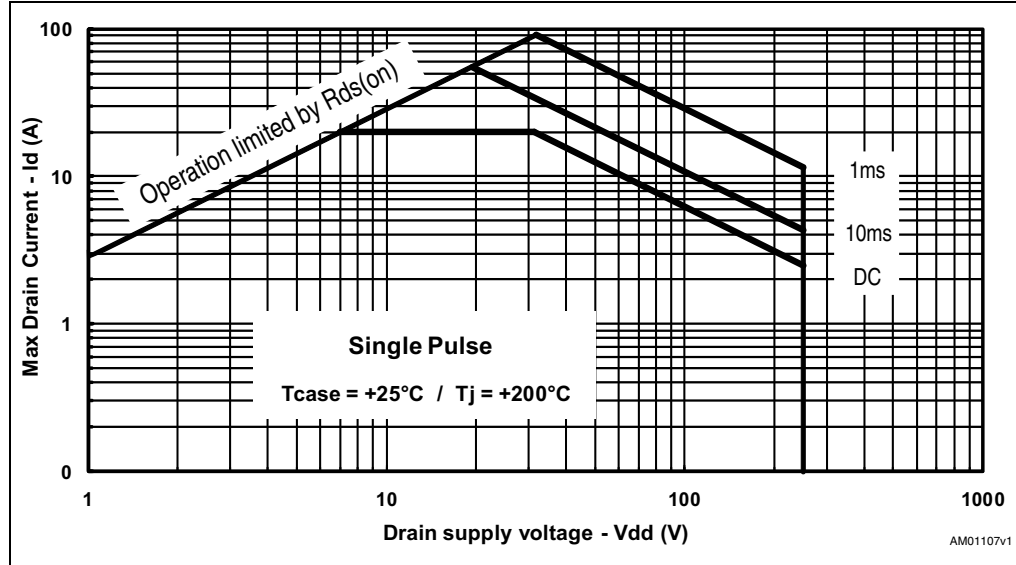 100
10
1
0
Max Drain Current - Id (A)
Operation limited by Rds(on)
1ms
10ms
DC
Single Pulse
Tcase = +25°C / Tj = +200°C
1
10
100
1000
Drain supply voltage - Vdd (V)
AM01107v1